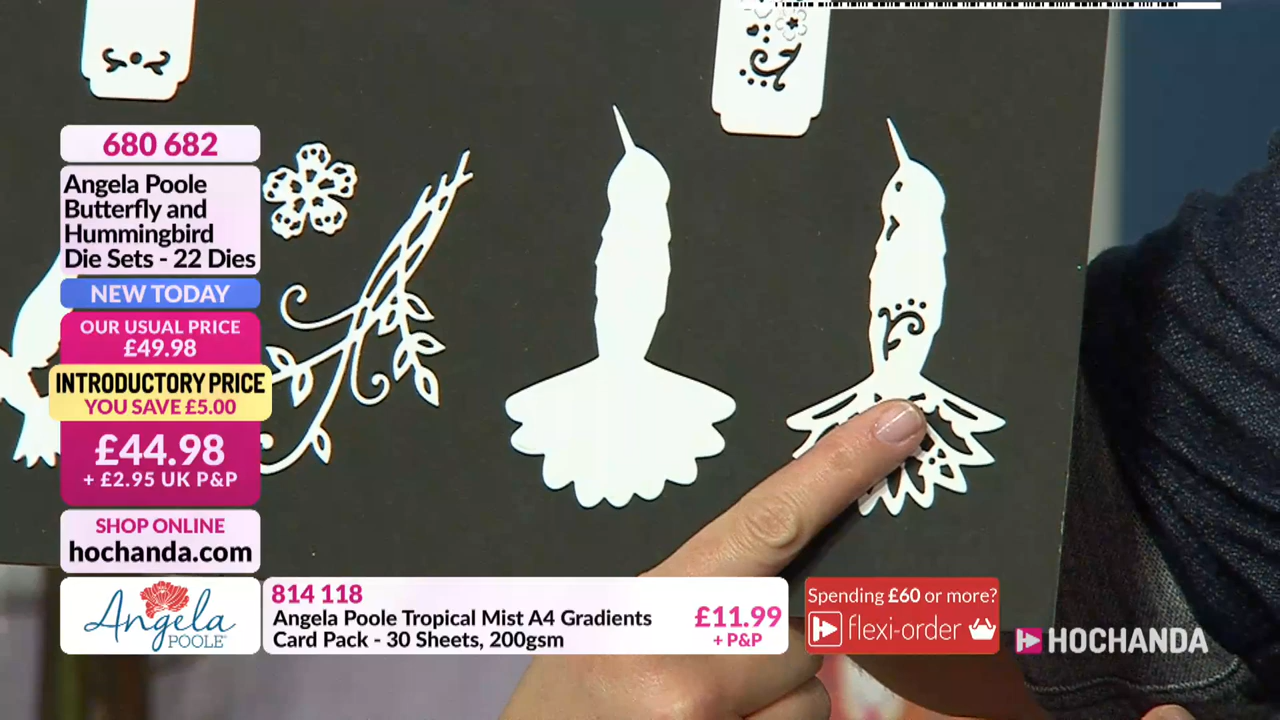 680 682
Angela Poole
Butterfly and
Hummingbird
Die Sets - 22 Dies
NEW TODAY
OUR USUAL PRICE
£49.98
INTRODUCTORY PRICE
YOU SAVE £5.00
£44.98
+ £2.95 UK P&P
SHOP ONLINE
hochanda.com
Angela
POOLE
814 118
Angela Poole Tropical Mist A4 Gradients
Card Pack - 30 Sheets, 200gsm
£11.99
+ P&P
Spending £60 or more?
flexi-order
HOCHANDA